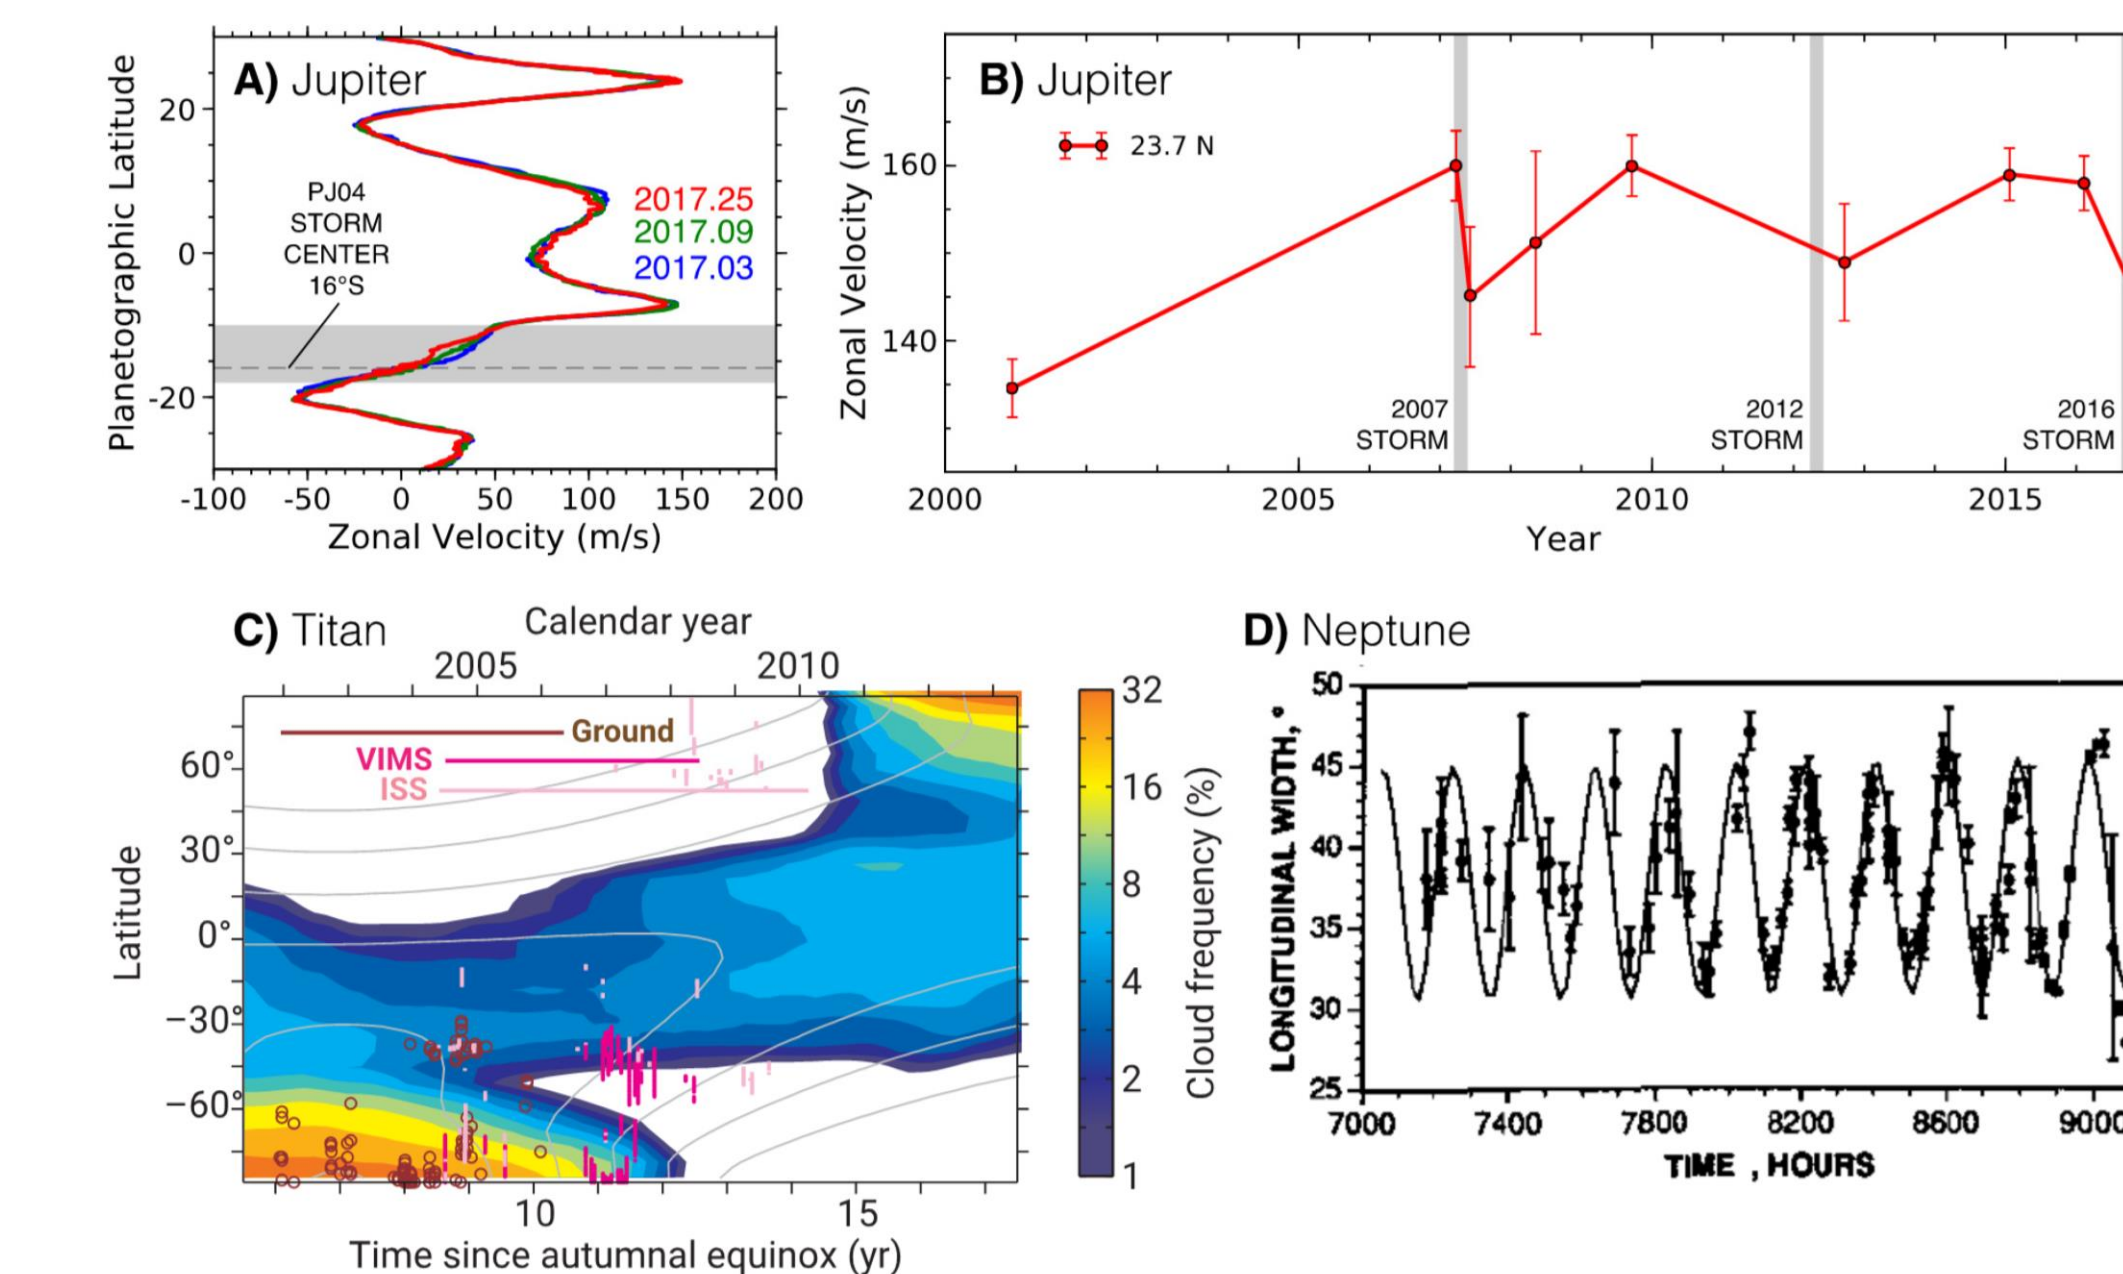 A) Jupiter
Planetographic Latitude
20
0
-20
PJ04
STORM
CENTER
16°S
2017.25
2017.09
2017.03
-100 -50 0 50 100 150 200
Zonal Velocity (m/s)
B) Jupiter
23.7 N
Zonal Velocity (m/s)
160
140
2007
STORM
2012
STORM
2016
STORM
2000 2005 2010 2015
Year
C) Titan
Calendar year
2005 2010
Ground
VIMS
ISS
Latitude
60°
30°
0°
−30°
−60°
10 15
Time since autumnal equinox (yr)
32
16
8
4
2
1
Cloud frequency (%)
D) Neptune
LONGITUDINAL WIDTH, °
50
45
40
35
30
25
7000 7400 7800 8200 8600 9000
TIME , HOURS